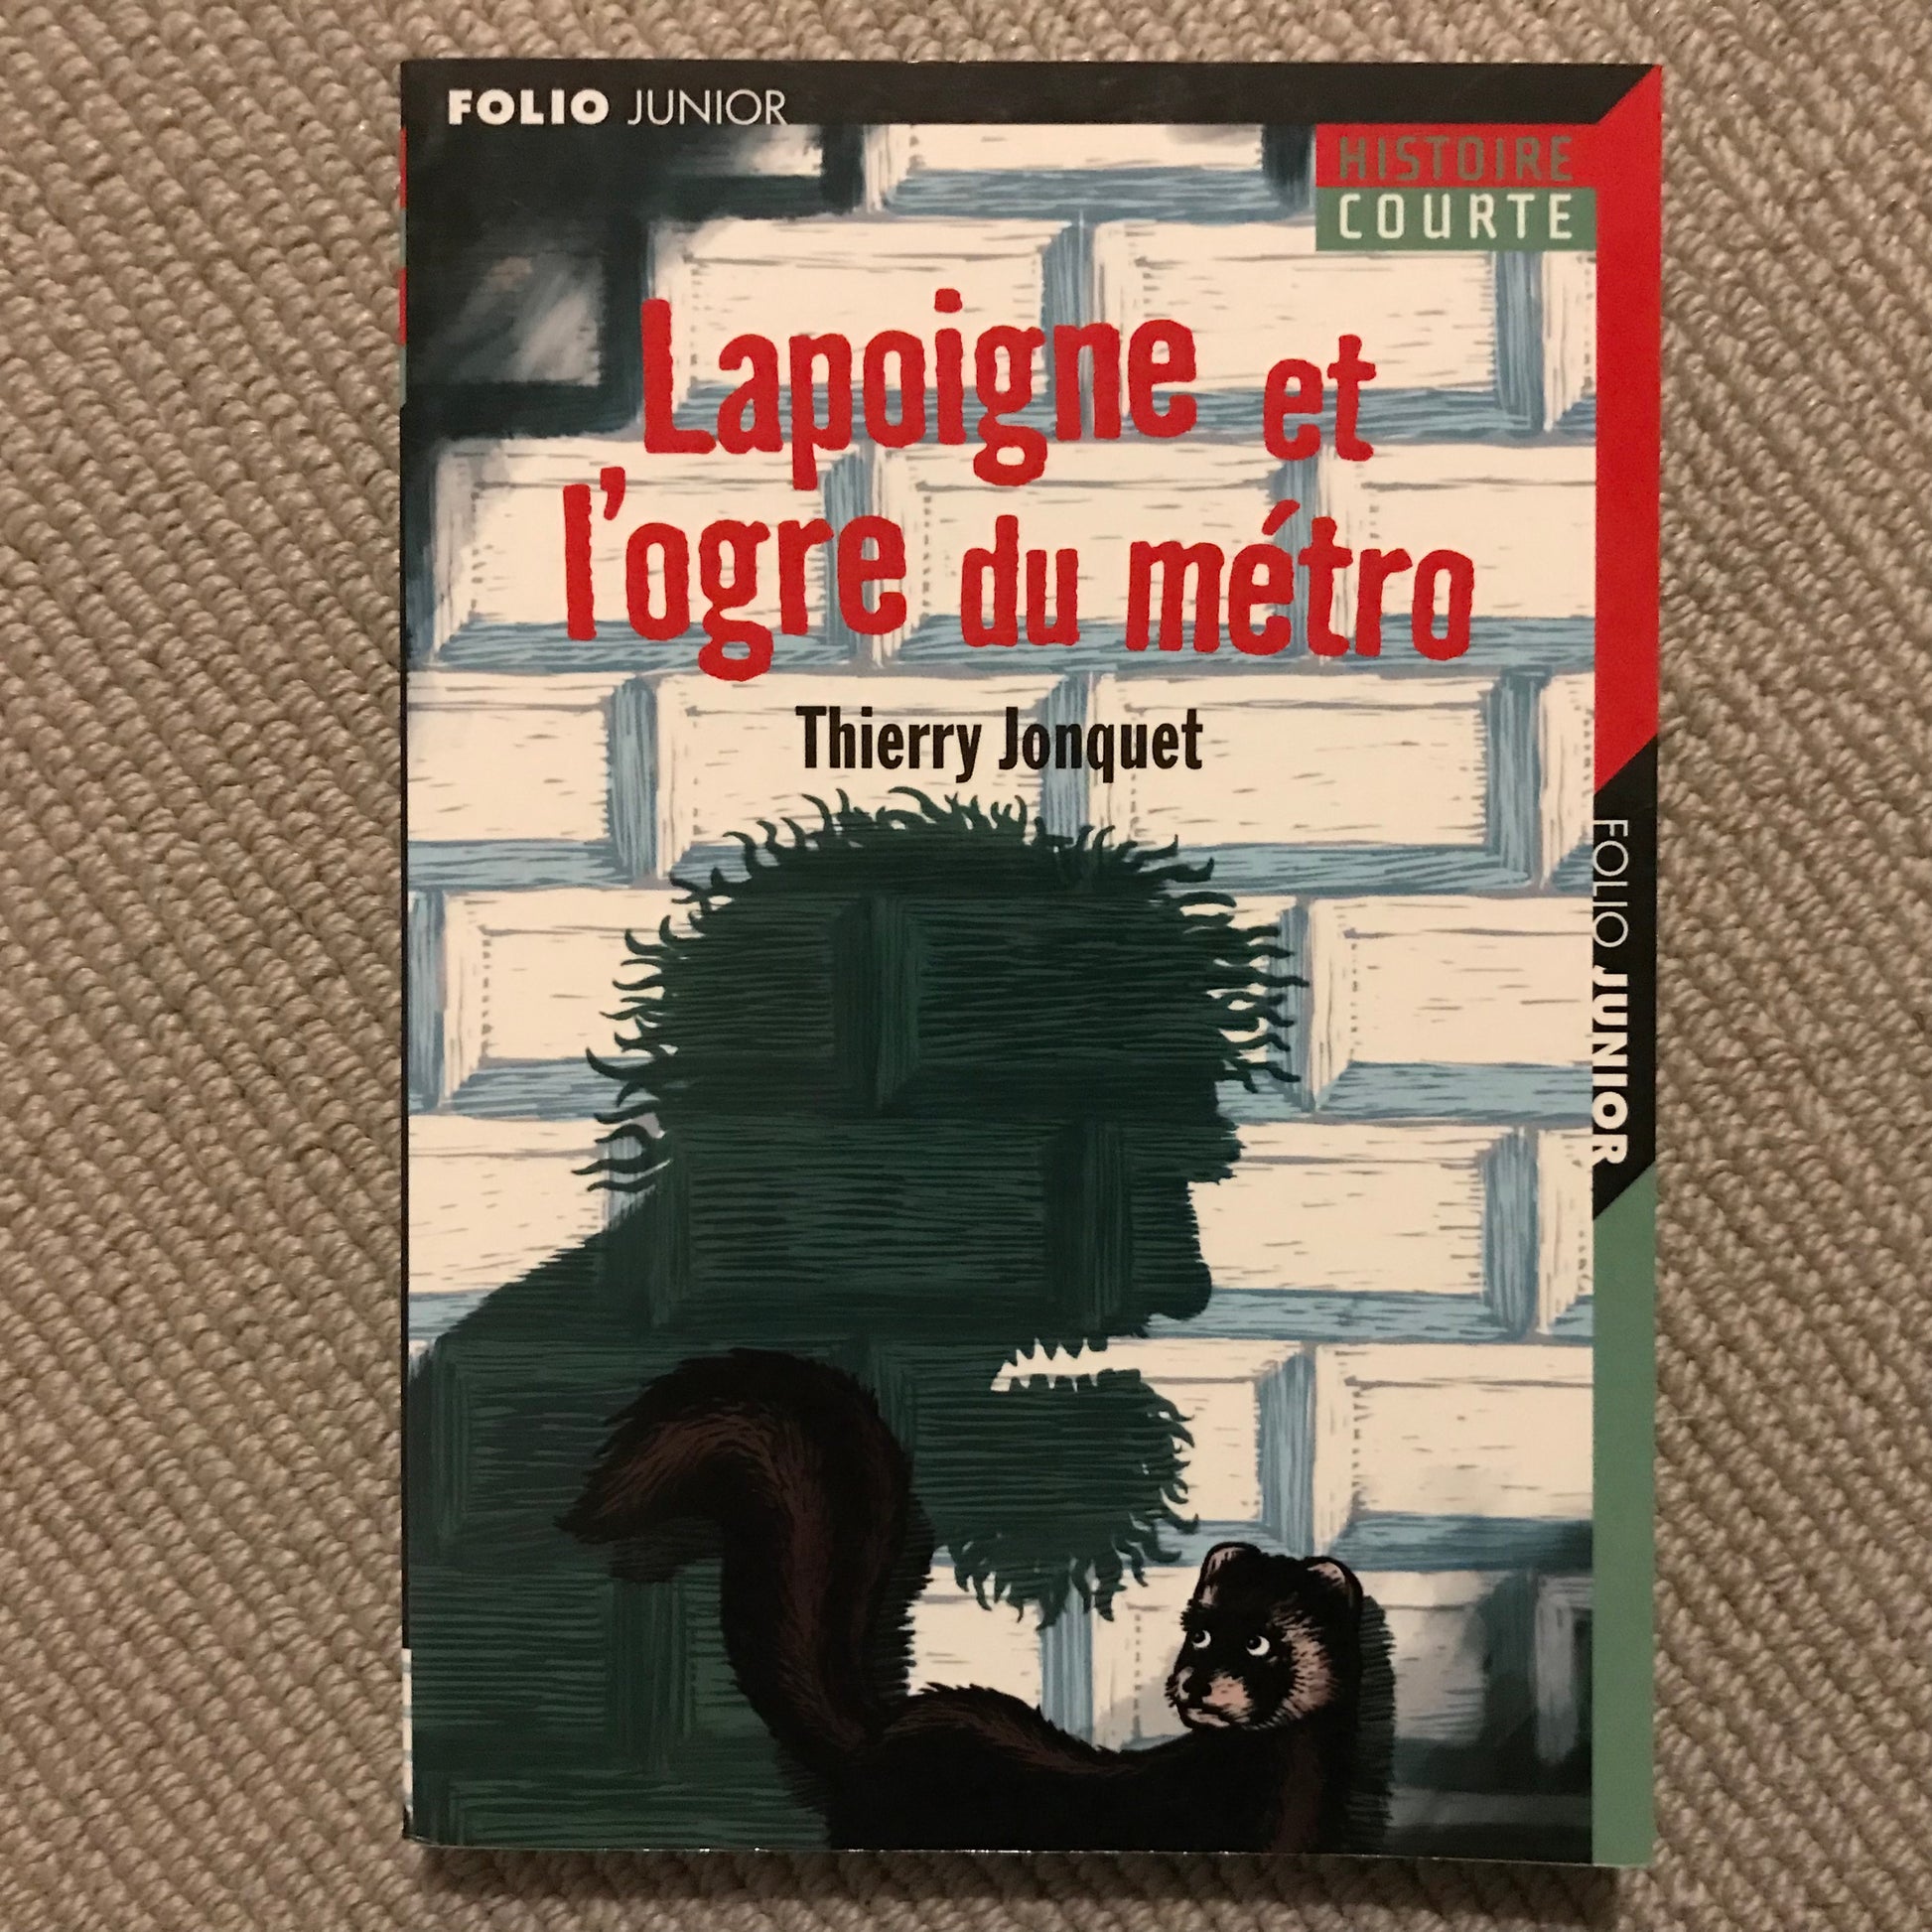 FOLIO JUNIOR
HISTOIRE
COURTE
Lapoigne et
l'ogre du métro
Thierry Jonquet
FOLIO JUNIOR